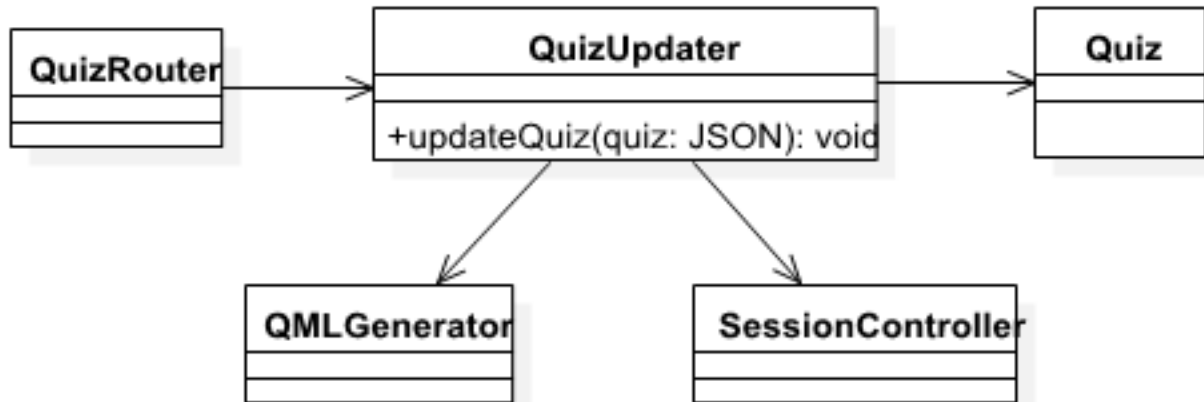 QuizRouter
QuizUpdater
+updateQuiz(quiz: JSON): void
Quiz
QMLGenerator
SessionController